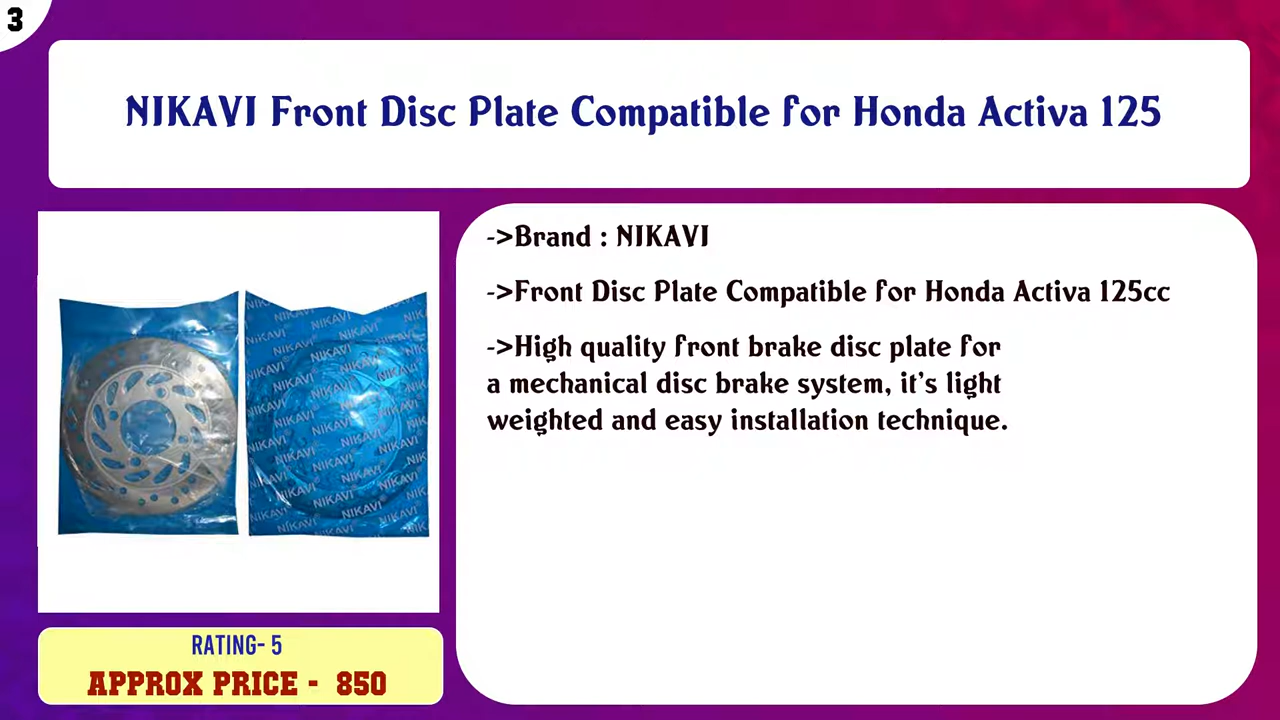 3
NIKAVI Front Disc Plate Compatible for Honda Activa 125
->Brand : NIKAVI
->Front Disc Plate Compatible for Honda Activa 125cc
->High quality front brake disc plate for
a mechanical disc brake system, it's light
weighted and easy installation technique.
NIKAVI
RATING- 5
APPROX PRICE - 850